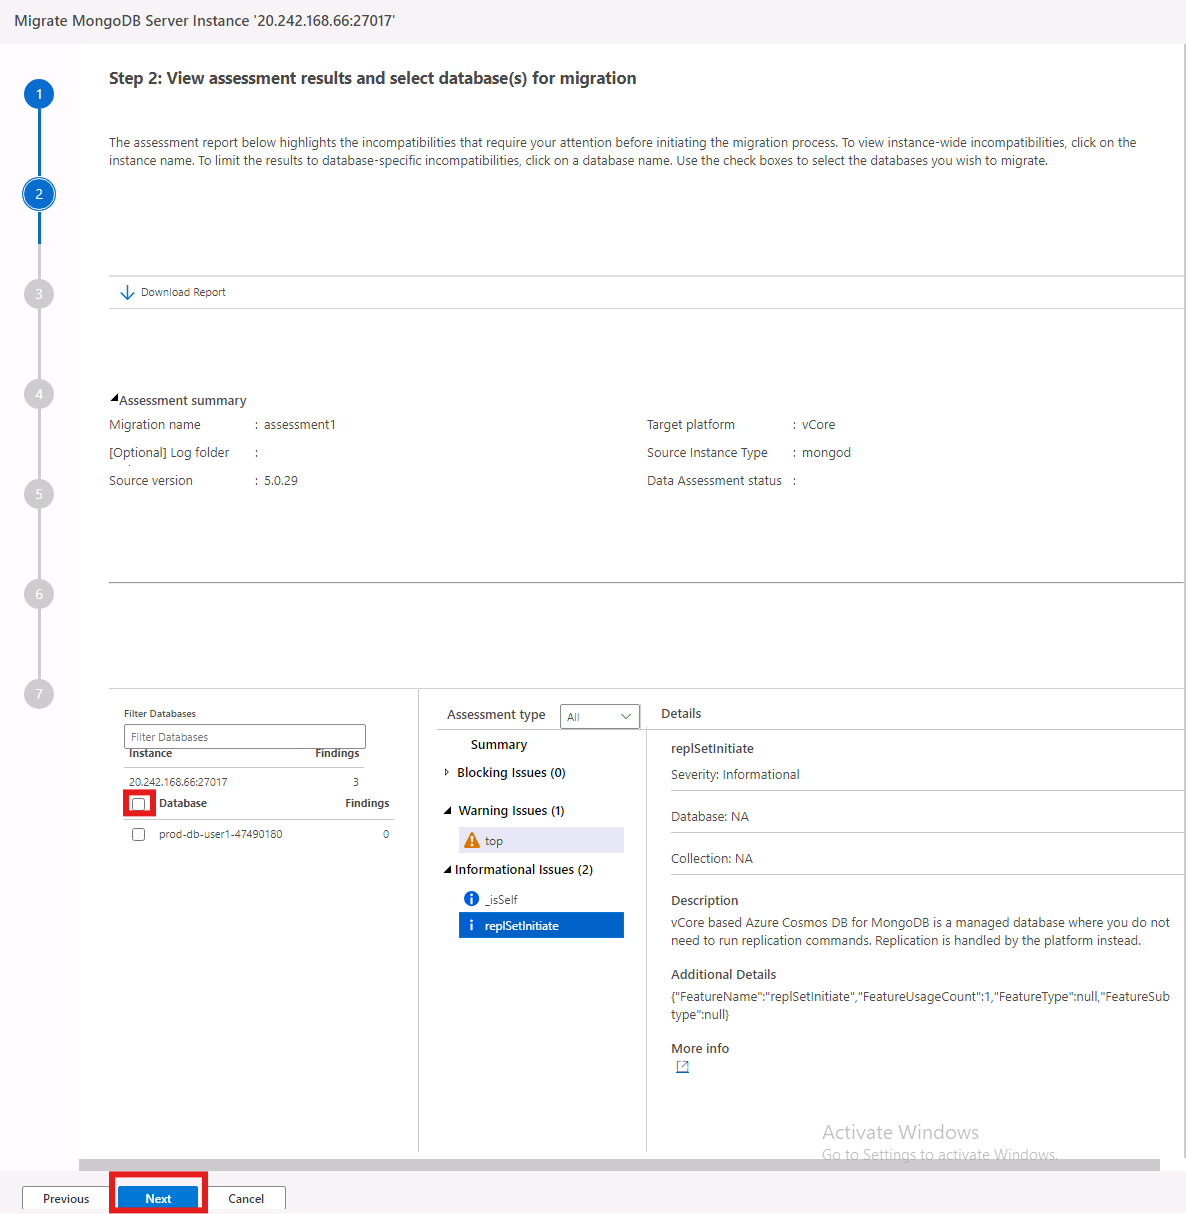 Migrate MongoDB Server Instance '20.242.168.66:27017'
1
2
3
4
5
6
7
Step 2: View assessment results and select database(s) for migration
The assessment report below highlights the incompatibilities that require your attention before initiating the migration process. To view instance-wide incompatibilities, click on the
instance name. To limit the results to database-specific incompatibilities, click on a database name. Use the check boxes to select the databases you wish to migrate.
Download Report
Assessment summary
Migration name : assessment1
[Optional] Log folder :
Source version : 5.0.29
Target platform : vCore
Source Instance Type : mongod
Data Assessment status :
Filter Databases
Filter Databases
Instance Findings
20.242.168.66:27017 3
Database Findings
prod-db-user1-47490180 0
Assessment type All
Summary
Blocking Issues (0)
Warning Issues (1)
top
Informational Issues (2)
_isSelf
replSetInitiate
Details
replSetInitiate
Severity: Informational
Database: NA
Collection: NA
Description
vCore based Azure Cosmos DB for MongoDB is a managed database where you do not
need to run replication commands. Replication is handled by the platform instead.
Additional Details
{"FeatureName":"replSetInitiate","FeatureUsageCount":1,"FeatureType":null,"FeatureSub
type":null}
More info
Activate Windows
Go to Settings to activate Windows.
Previous Next Cancel